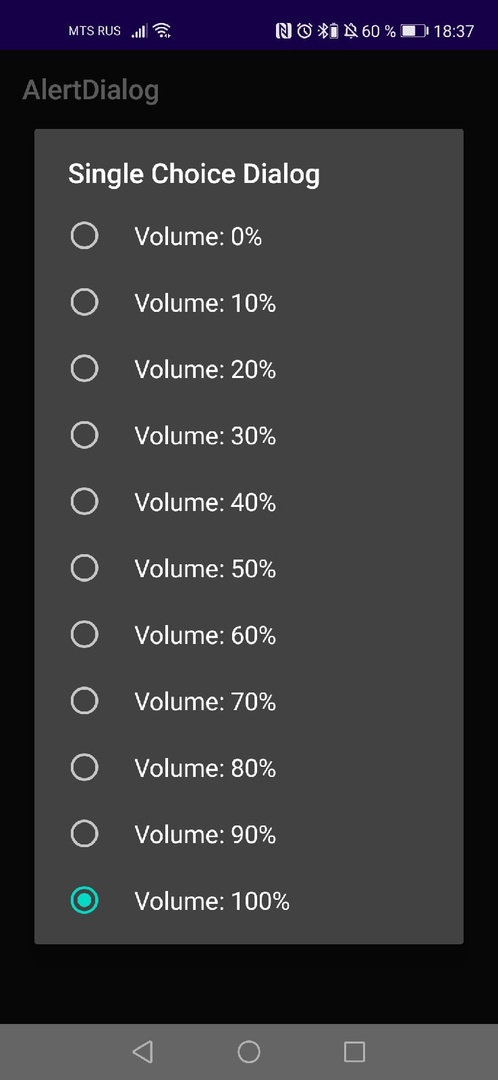 MTS RUS 60 % 18:37
AlertDialog
Single Choice Dialog
Volume: 0%
Volume: 10%
Volume: 20%
Volume: 30%
Volume: 40%
Volume: 50%
Volume: 60%
Volume: 70%
Volume: 80%
Volume: 90%
Volume: 100%